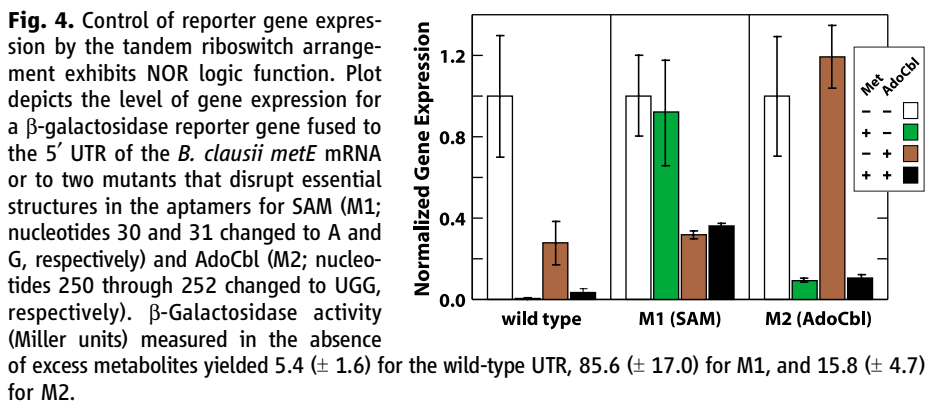 Fig. 4. Control of reporter gene expres-
sion by the tandem riboswitch arrange-
ment exhibits NOR logic function. Plot
depicts the level of gene expression for
a β-galactosidase reporter gene fused to
the 5′ UTR of the B. clausii metE mRNA
or to two mutants that disrupt essential
structures in the aptamers for SAM (M1;
nucleotides 30 and 31 changed to A and
G, respectively) and AdoCbl (M2; nucleo-
tides 250 through 252 changed to UGG,
respectively). β-Galactosidase activity
(Miller units) measured in the absence
of excess metabolites yielded 5.4 (± 1.6) for the wild-type UTR, 85.6 (± 17.0) for M1, and 15.8 (± 4.7)
for M2.
Normalized Gene Expression
1.2
0.8
0.4
0.0
wild type
M1 (SAM)
M2 (AdoCbl)
Met AdoCbl
− −
+ −
− +
+ +